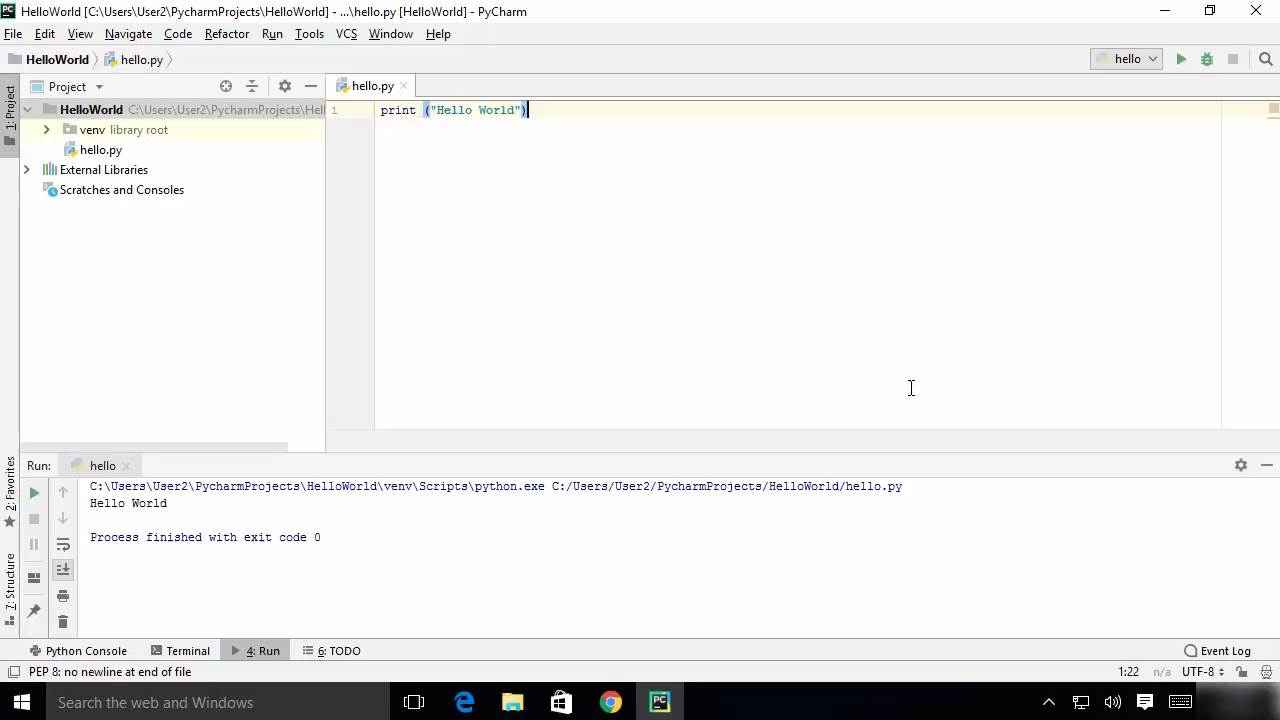 PC HelloWorld [C:\Users\User2\PycharmProjects\HelloWorld] - ...\hello.py [HelloWorld] - PyCharm
File Edit View Navigate Code Refactor Run Tools VCS Window Help
HelloWorld hello.py hello
1: Project
Project hello.py
HelloWorld C:\Users\User2\PycharmProjects\Hel
1 print ("Hello World")
venv library root
hello.py
External Libraries
Scratches and Consoles
2: Favorites
Run: hello
C:\Users\User2\PycharmProjects\HelloWorld\venv\Scripts\python.exe C:/Users/User2/PycharmProjects/HelloWorld/hello.py
Hello World
Process finished with exit code 0
7: Structure
Python Console Terminal 4: Run 6: TODO Event Log
PEP 8: no newline at end of file 1:22 n/a UTF-8
Search the web and Windows PC